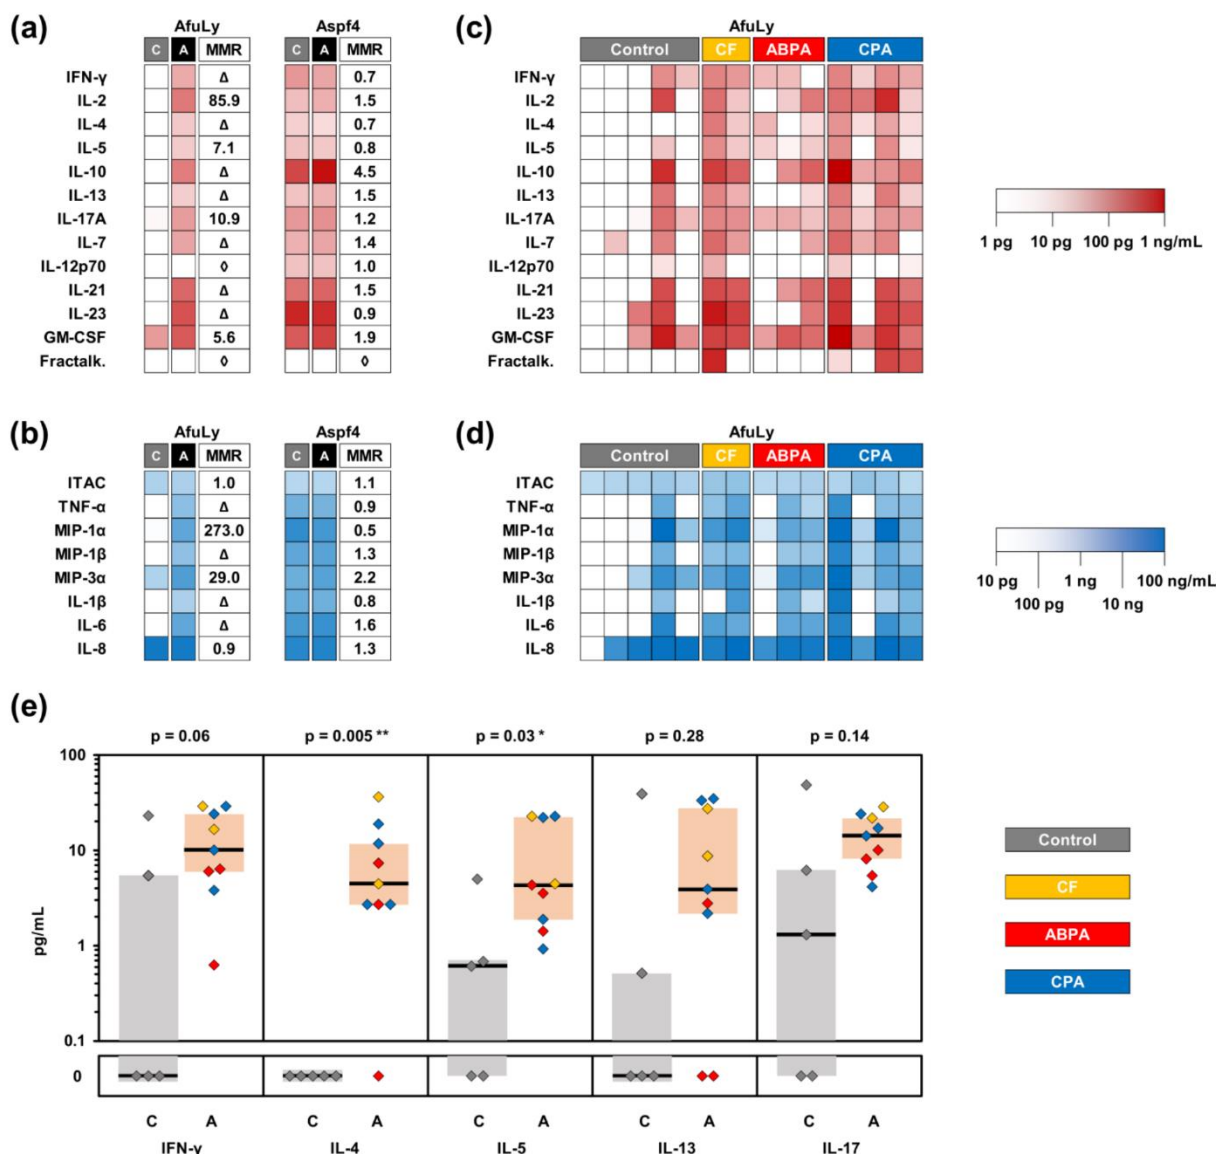 (a)
AfuLy Aspf4
C A MMR C A MMR
IFN-γ Δ 0.7
IL-2 85.9 1.5
IL-4 Δ 0.7
IL-5 7.1 0.8
IL-10 Δ 4.5
IL-13 Δ 1.5
IL-17A 10.9 1.2
IL-7 Δ 1.4
IL-12p70 ◊ 1.0
IL-21 Δ 1.5
IL-23 Δ 0.9
GM-CSF 5.6 1.9
Fractalk. ◊ ◊
(c)
AfuLy
Control CF ABPA CPA
IFN-γ
IL-2
IL-4
IL-5
IL-10
IL-13
IL-17A
IL-7
IL-12p70
IL-21
IL-23
GM-CSF
Fractalk.
1 pg 10 pg 100 pg 1 ng/mL
(b)
AfuLy Aspf4
C A MMR C A MMR
ITAC 1.0 1.1
TNF-α Δ 0.9
MIP-1α 273.0 0.5
MIP-1β Δ 1.3
MIP-3α 29.0 2.2
IL-1β Δ 0.8
IL-6 Δ 1.6
IL-8 0.9 1.3
(d)
AfuLy
Control CF ABPA CPA
ITAC
TNF-α
MIP-1α
MIP-1β
MIP-3α
IL-1β
IL-6
IL-8
10 pg 1 ng 100 ng/mL
100 pg 10 ng
(e)
p = 0.06 p = 0.005 ** p = 0.03 * p = 0.28 p = 0.14
100
10
1
0.1
0
pg/mL
C A C A C A C A C A
IFN-γ IL-4 IL-5 IL-13 IL-17
Control
CF
ABPA
CPA